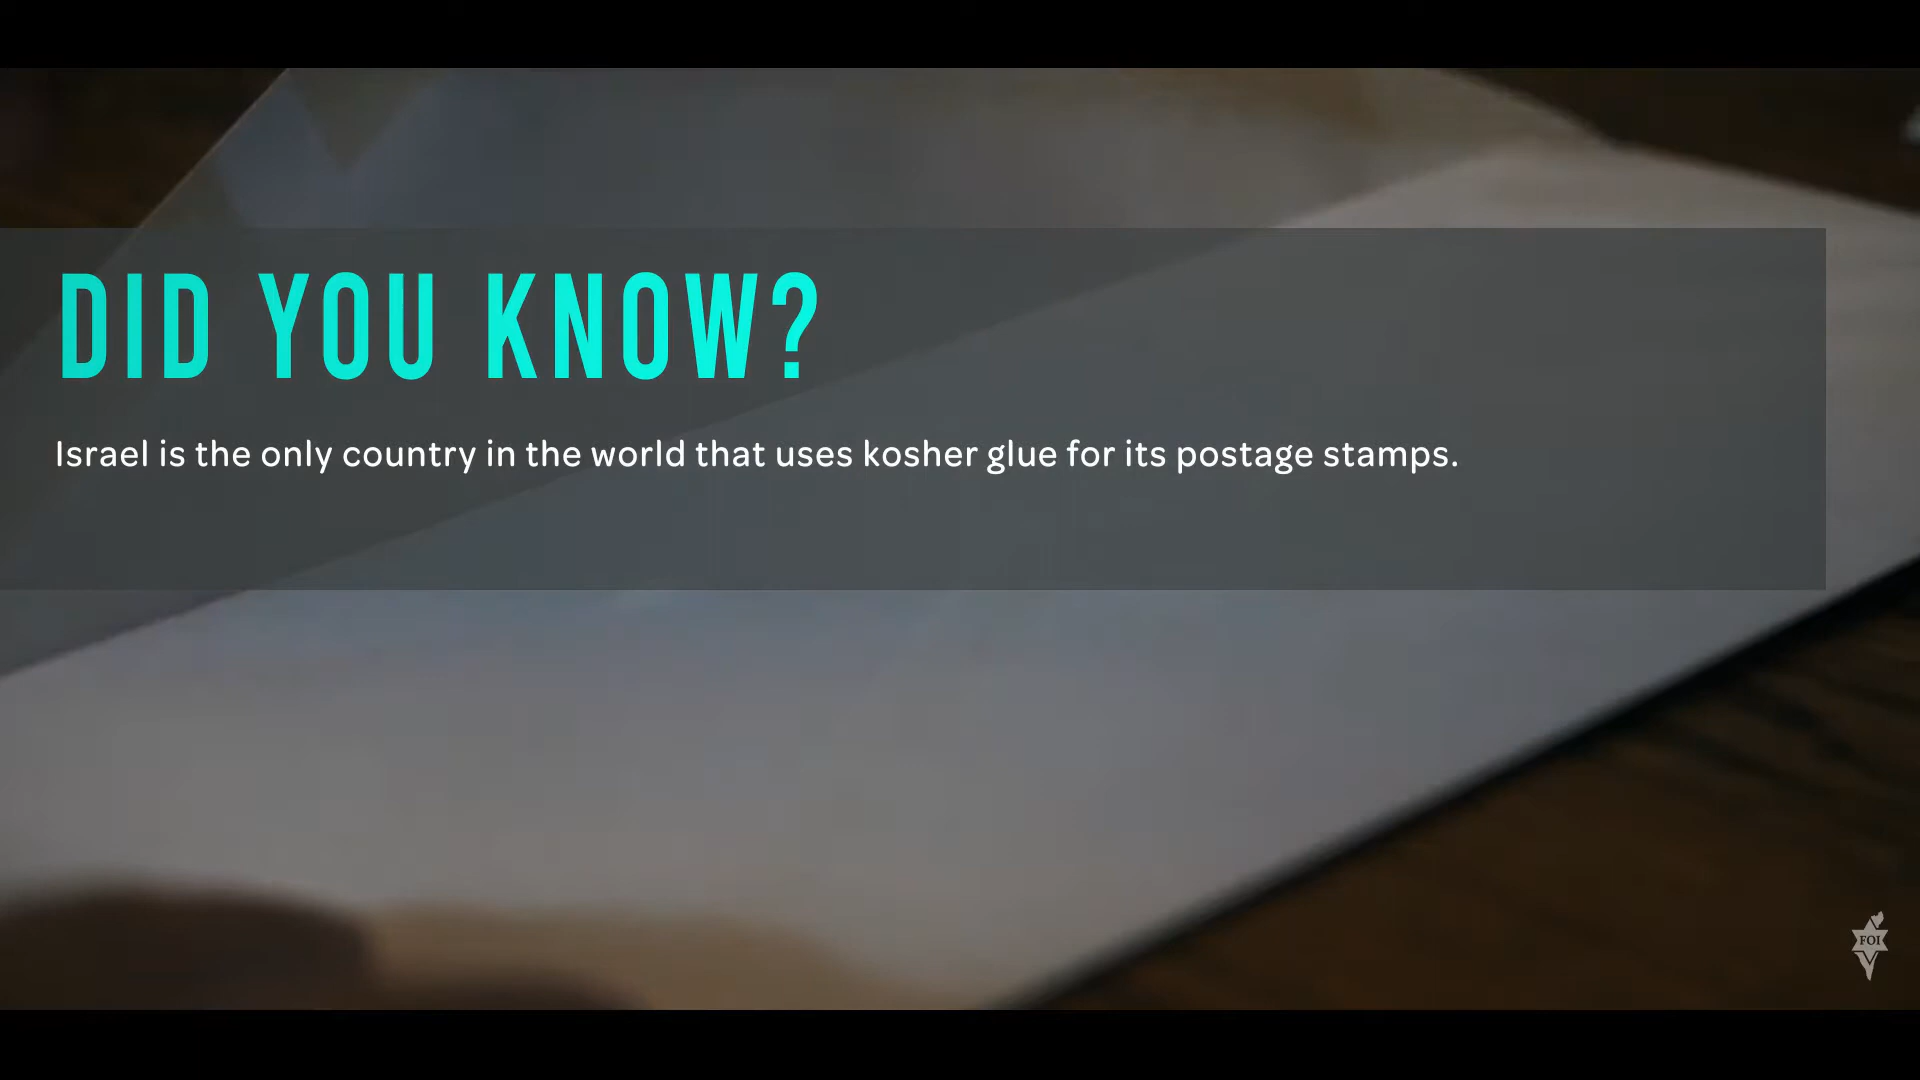 DID YOU KNOW?
Israel is the only country in the world that uses kosher glue for its postage stamps.
FOI